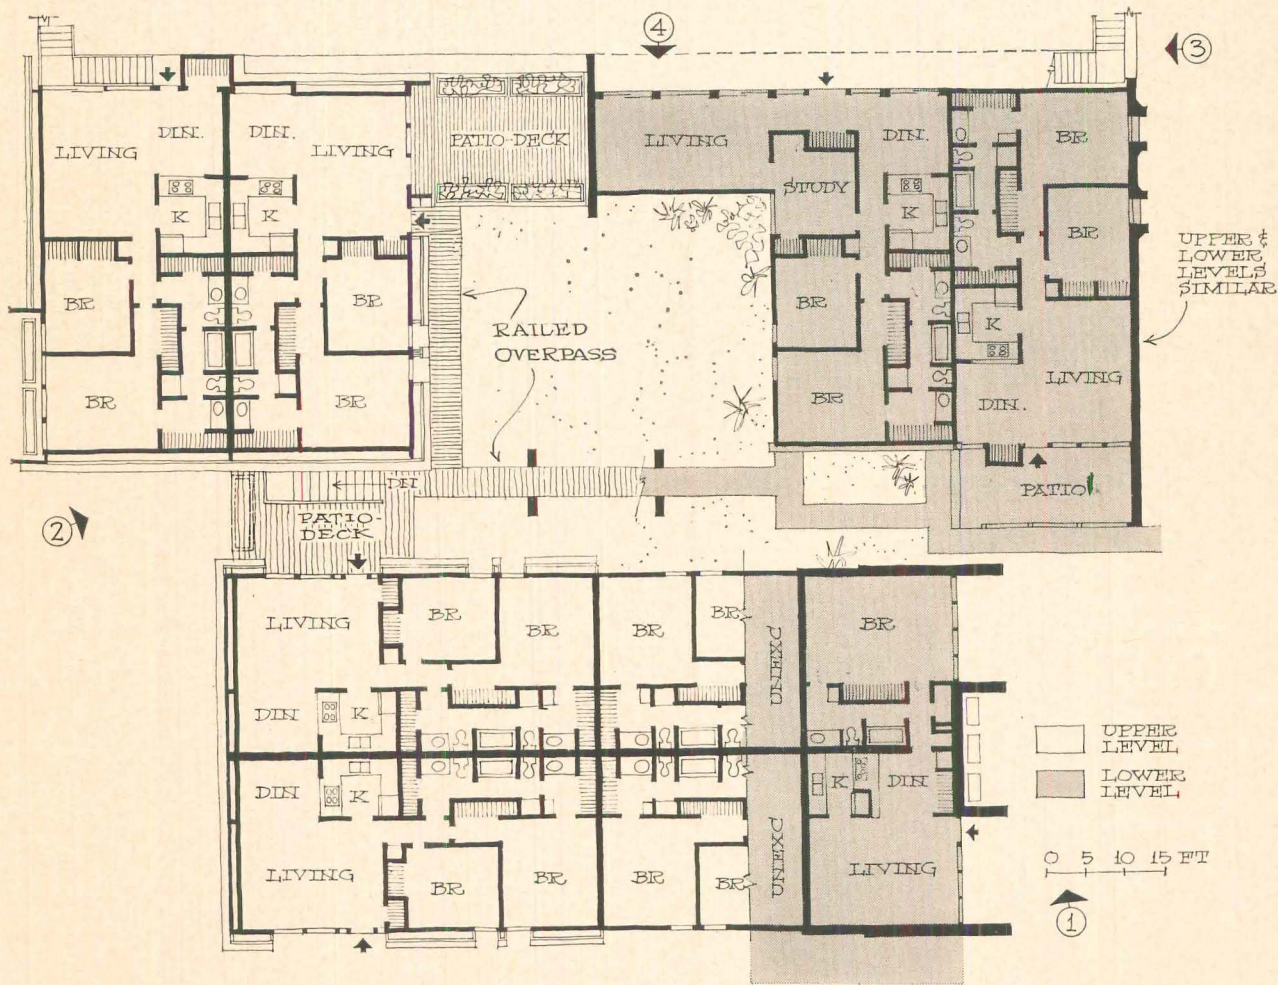 4
3
DIN.
DIN.
LIVING
LIVING
PATIO-DECK
LIVING
DIN.
BR
STUDY
K
K
K
BR
UPPER &
LOWER
LEVELS
SIMILAR
BR
BR
BR
RAILED
OVERPASS
K
BR
BR
BR
LIVING
DIN.
PATIO
2
PATIO-
DECK
LIVING
BR
BR
BR
BR
UNEXC
BR
DIN
K
UPPER
LEVEL
LOWER
LEVEL
DIN
K
K
DIN
UNEXC
LIVING
BR
BR
BR
BR
LIVING
0 5 10 15 FT
1